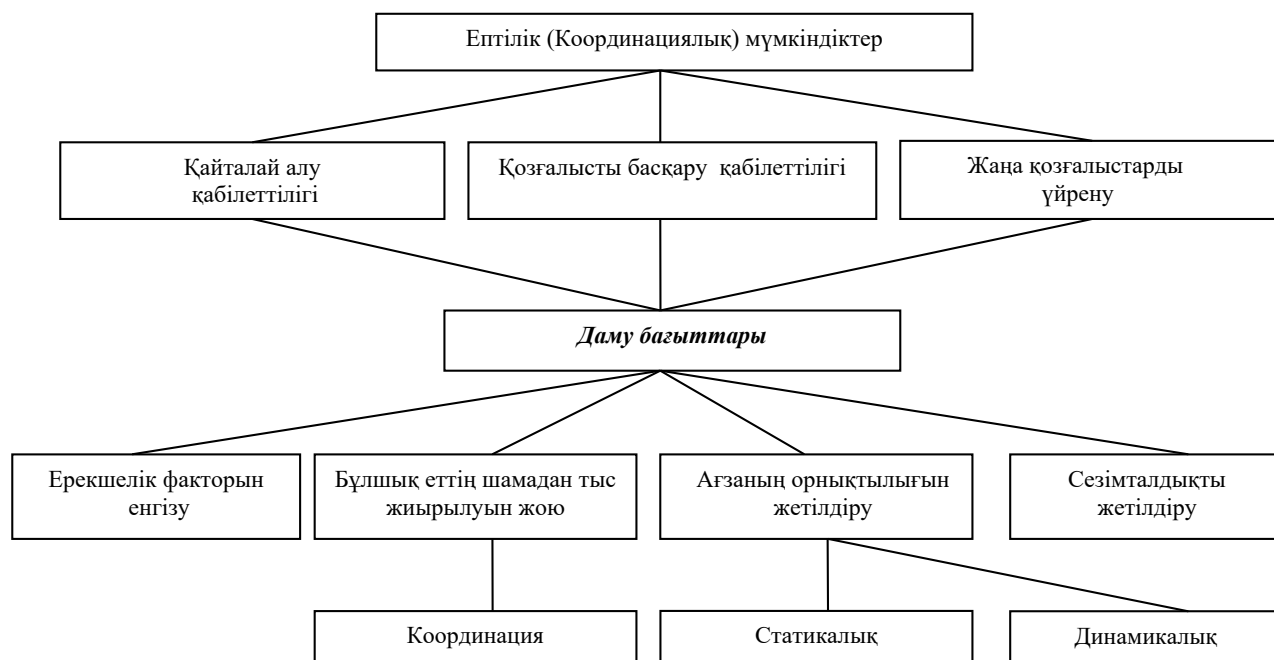 Ептілік (Координациялық) мүмкіндіктер
Қайталай алу
қабілеттілігі
Қозғалысты басқару қабілеттілігі
Жаңа қозғалыстарды
үйрену
Даму бағыттары
Ерекшелік факторын
енгізу
Бұлшық еттің шамадан тыс
жиырылуын жою
Ағзаның орнықтылығын
жетілдіру
Сезімталдықты
жетілдіру
Координация
Статикалық
Динамикалық